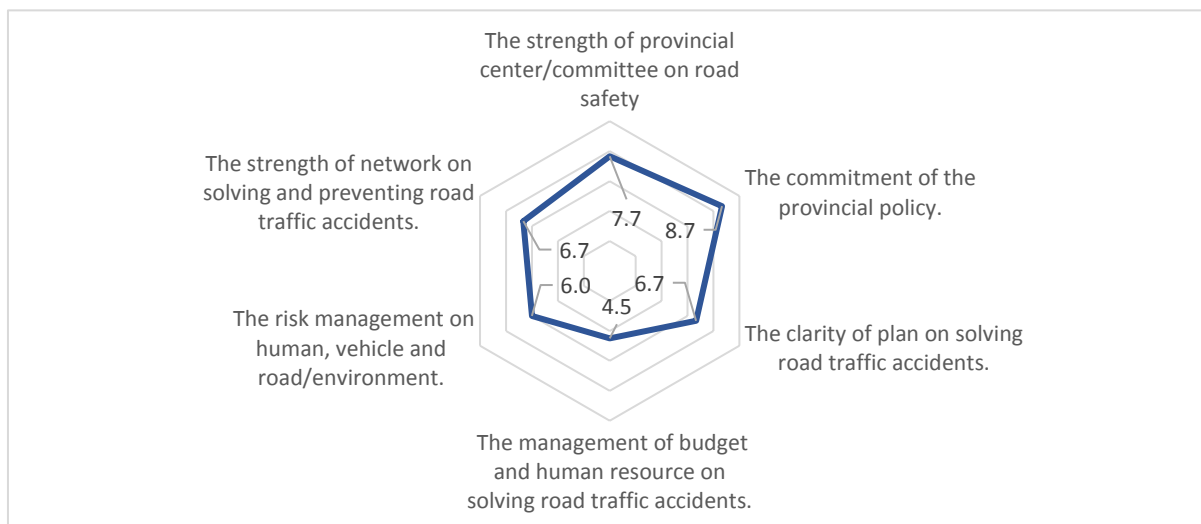 The strength of provincial
center/committee on road
safety
The commitment of the
provincial policy.
The clarity of plan on solving
road traffic accidents.
The management of budget
and human resource on
solving road traffic accidents.
The risk management on
human, vehicle and
road/environment.
The strength of network on
solving and preventing road
traffic accidents.
7.7
8.7
6.7
4.5
6.0
6.7